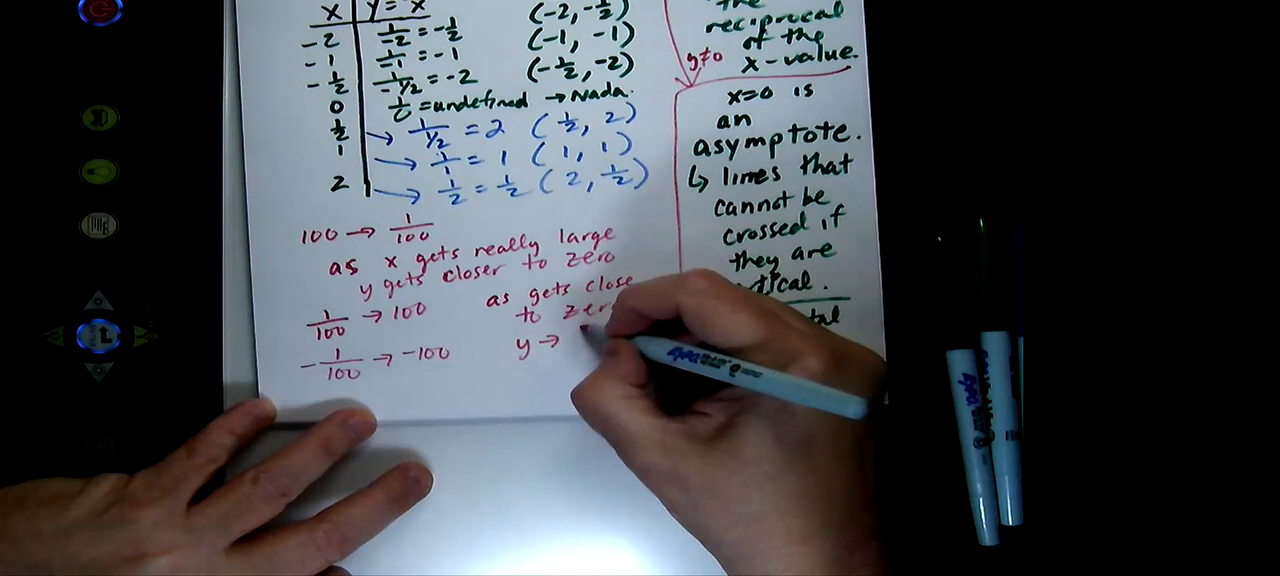 x | y =
-2 | 1/-2 = -1/2 (-2, -1/2)
-1 | 1/-1 = -1 (-1, -1)
-1/2 | 1/-1/2 = -2 (-1/2, -2)
0 | 1/0 = undefined → Nada.
1/2 → 1/1/2 = 2 (1/2, 2)
1 → 1/1 = 1 (1, 1)
2 → 1/2 = 1/2 (2, 1/2)
100 → 1/100
as x gets really large
y gets closer to zero
1/100 → 100
-1/100 → -100
as gets close
to
y →
the
reciprocal
of the
x-value.
y≠0
x=0 is
an
asymptote.
↳ lines that
cannot be
crossed if
they are